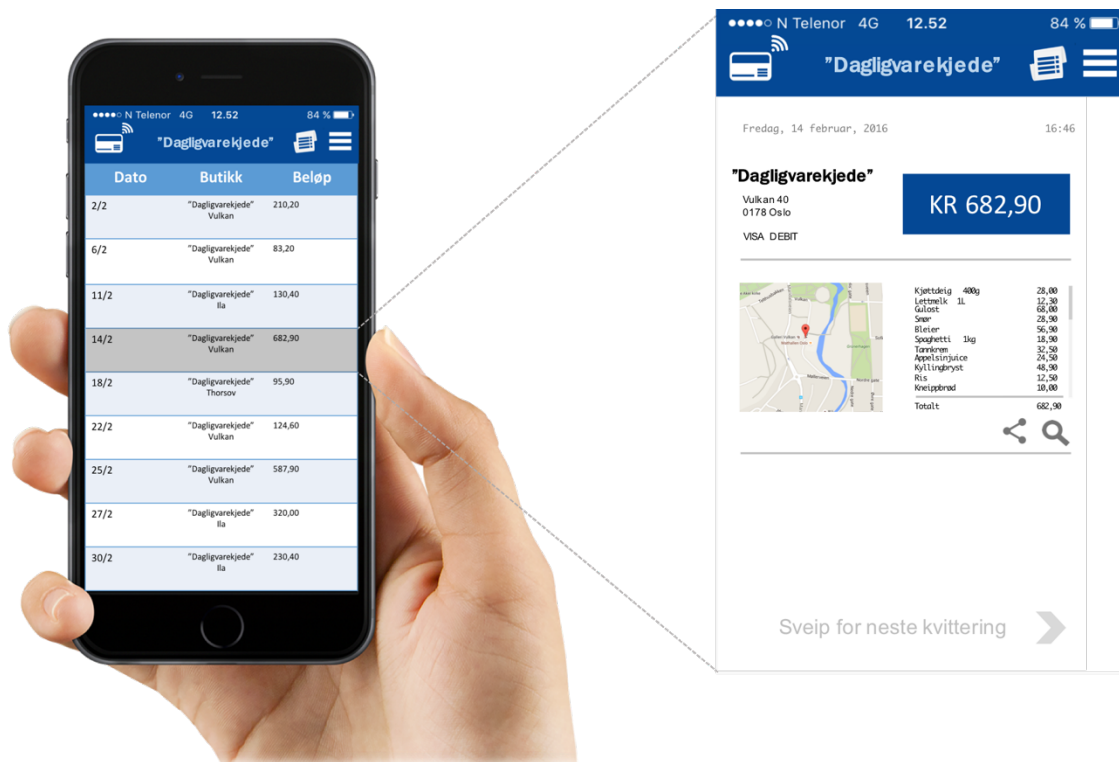 N Telenor 4G 12.52 84 %
"Dagligvarekjede"
Dato Butikk Beløp
2/2 "Dagligvarekjede" 210,20
Vulkan
6/2 "Dagligvarekjede" 83,20
Vulkan
11/2 "Dagligvarekjede" 130,40
Ila
14/2 "Dagligvarekjede" 682,90
Vulkan
18/2 "Dagligvarekjede" 95,90
Thorsov
22/2 "Dagligvarekjede" 124,60
Vulkan
25/2 "Dagligvarekjede" 587,90
Vulkan
27/2 "Dagligvarekjede" 320,00
Ila
30/2 "Dagligvarekjede" 230,40
Ila
N Telenor 4G 12.52 84 %
"Dagligvarekjede"
Fredag, 14 februar, 2016 16:46
"Dagligvarekjede"
Vulkan 40
0178 Oslo
VISA DEBIT
KR 682,90
Kjøttdeig 400g 28,00
Lettmelk 1L 12,30
Gulost 68,00
Smør 28,90
Bleier 56,90
Spaghetti 1kg 18,90
Tannkrem 32,50
Appelsinjuice 24,50
Kyllingbryst 48,90
Ris 12,50
Kneippbrød 10,00
Totalt 682,90
Sveip for neste kvittering